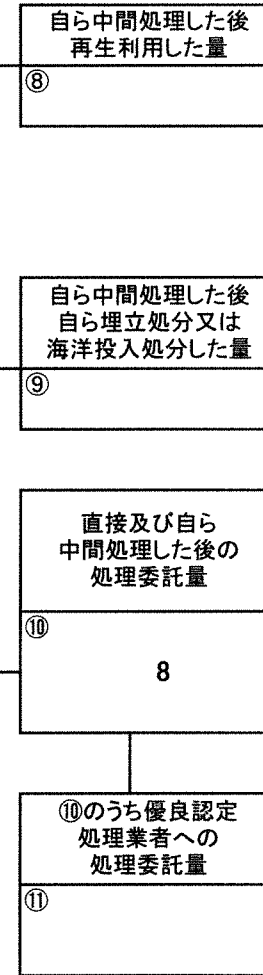 自ら中間処理した後
再生利用した量
⑧
自ら中間処理した後
自ら埋立処分又は
海洋投入処分した量
⑨
直接及び自ら
中間処理した後の
処理委託量
⑩
8
⑩のうち優良認定
処理業者への
処理委託量
⑪